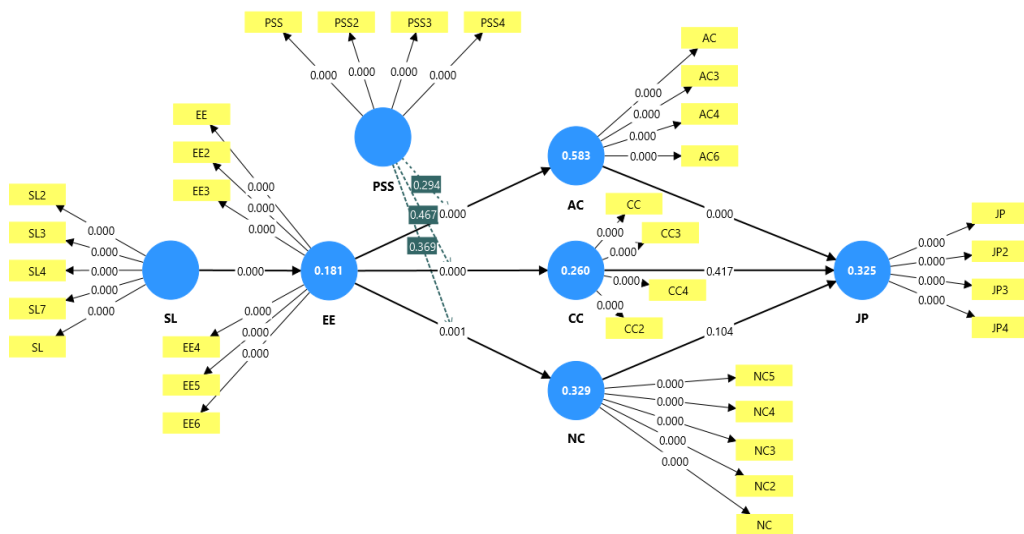 PSS PSS2 PSS3 PSS4
0.000 0.000 0.000 0.000
PSS
EE
EE2
EE3
0.000
0.000
0.000
SL2
SL3
SL4
SL7
SL
0.000
0.000
0.000
0.000
0.000
SL
0.000
0.181
EE
0.000
0.000
0.000
EE4
EE5
EE6
0.294
0.467
0.369
0.000
0.000
0.001
0.583
AC
0.000
0.000
0.000
0.000
AC
AC3
AC4
AC6
0.260
CC
0.000
0.000
0.000
0.000
CC
CC3
CC4
CC2
0.329
NC
0.000
0.000
0.000
0.000
0.000
NC5
NC4
NC3
NC2
NC
0.000
0.417
0.104
0.325
JP
0.000
0.000
0.000
0.000
JP
JP2
JP3
JP4